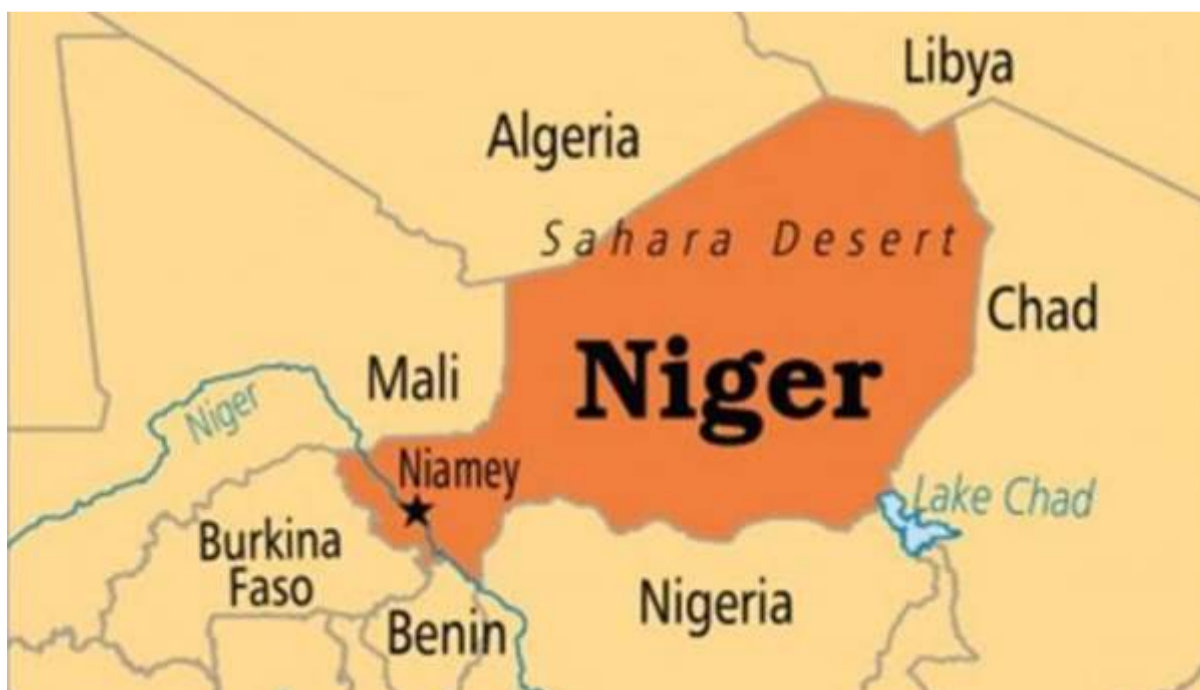 Libya
Algeria
Sahara Desert
Chad
Niger
Mali
Niger
Niamey
Lake Chad
Burkina
Faso
Nigeria
Benin